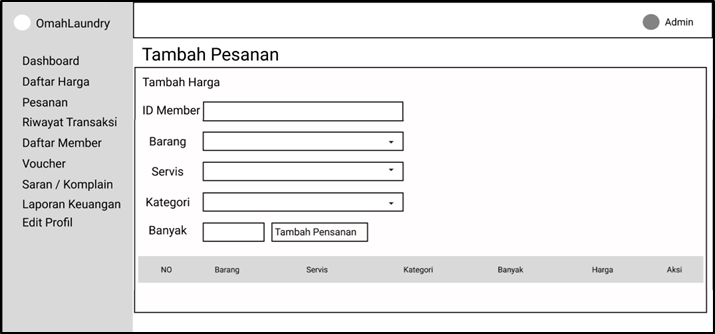 OmahLaundry
Admin
Dashboard
Daftar Harga
Pesanan
Riwayat Transaksi
Daftar Member
Voucher
Saran / Komplain
Laporan Keuangan
Edit Profil
Tambah Pesanan
Tambah Harga
ID Member
Barang
Servis
Kategori
Banyak Tambah Pensanan
NO Barang Servis Kategori Banyak Harga Aksi